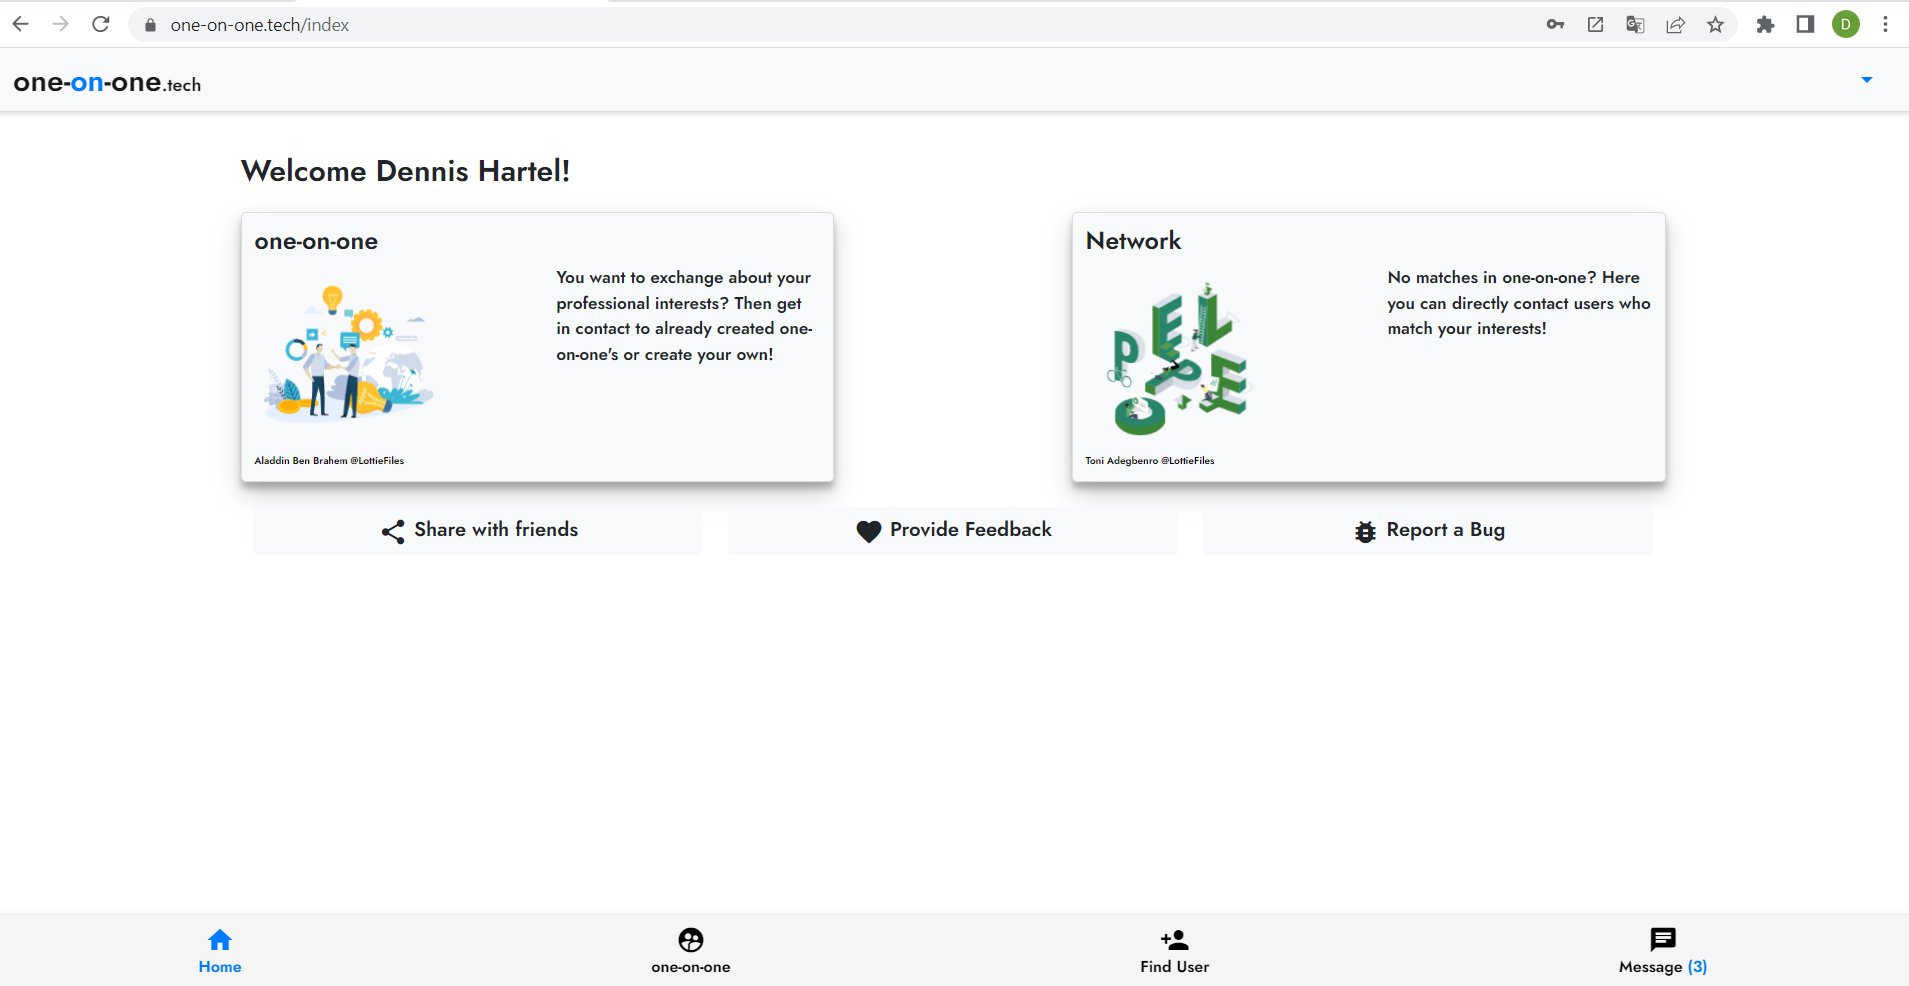 one-on-one.tech/index
D
one-on-one.tech
Welcome Dennis Hartel!
one-on-one
You want to exchange about your
professional interests? Then get
in contact to already created one-
on-one's or create your own!
Aladdin Ben Brahem @LottieFiles
Network
No matches in one-on-one? Here
you can directly contact users who
match your interests!
PEOPLE
Toni Adegbenro @LottieFiles
Share with friends
Provide Feedback
Report a Bug
Home
one-on-one
Find User
Message (3)